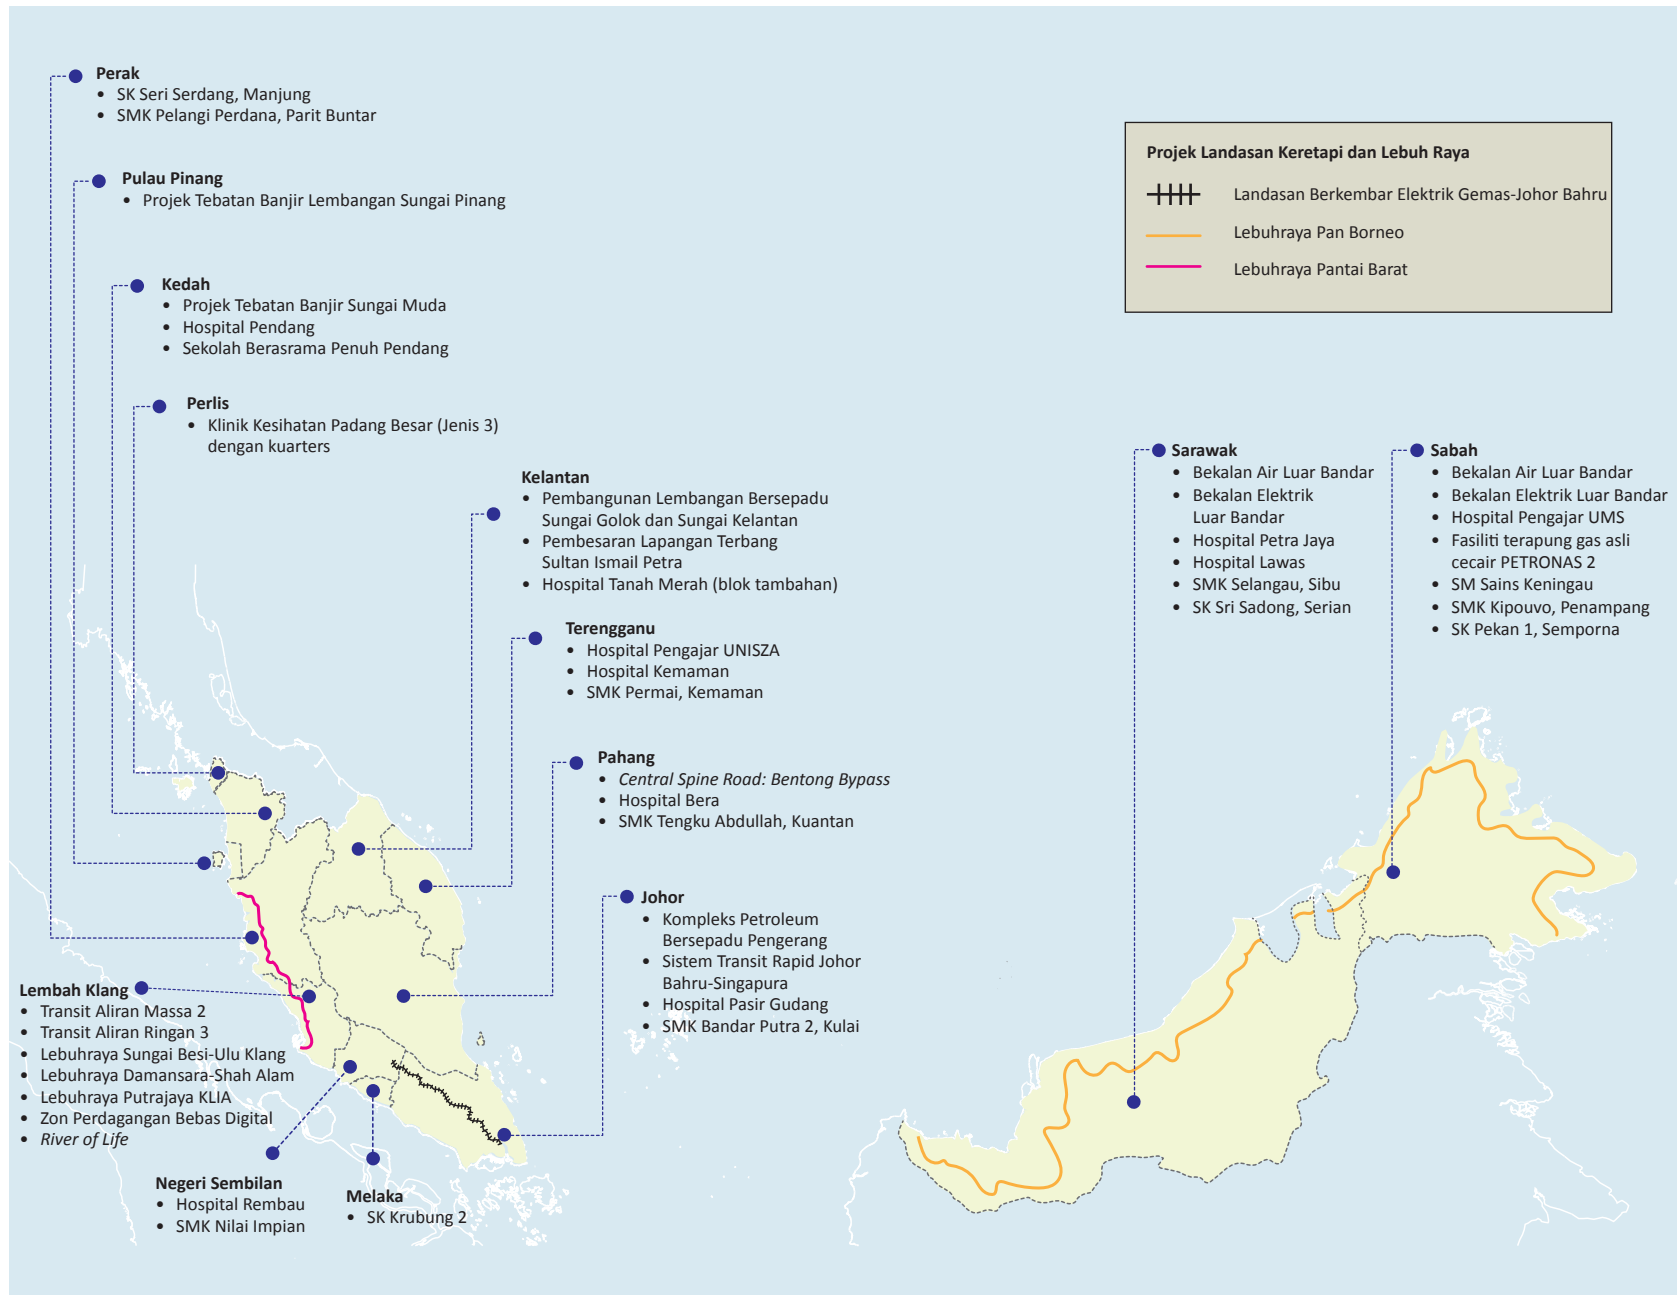 Perak
• SK Seri Serdang, Manjung
• SMK Pelangi Perdana, Parit Buntar
Pulau Pinang
• Projek Tebatan Banjir Lembangan Sungai Pinang
Kedah
• Projek Tebatan Banjir Sungai Muda
• Hospital Pendang
• Sekolah Berasrama Penuh Pendang
Perlis
• Klinik Kesihatan Padang Besar (Jenis 3)
dengan kuarters
Kelantan
• Pembangunan Lembangan Bersepadu
Sungai Golok dan Sungai Kelantan
• Pembesaran Lapangan Terbang
Sultan Ismail Petra
• Hospital Tanah Merah (blok tambahan)
Terengganu
• Hospital Pengajar UNISZA
• Hospital Kemaman
• SMK Permai, Kemaman
Pahang
• Central Spine Road: Bentong Bypass
• Hospital Bera
• SMK Tengku Abdullah, Kuantan
Johor
• Kompleks Petroleum
Bersepadu Pengerang
• Sistem Transit Rapid Johor
Bahru-Singapura
• Hospital Pasir Gudang
• SMK Bandar Putra 2, Kulai
Lembah Klang
• Transit Aliran Massa 2
• Transit Aliran Ringan 3
• Lebuhraya Sungai Besi-Ulu Klang
• Lebuhraya Damansara-Shah Alam
• Lebuhraya Putrajaya KLIA
• Zon Perdagangan Bebas Digital
• River of Life
Negeri Sembilan
• Hospital Rembau
• SMK Nilai Impian
Melaka
• SK Krubung 2
Projek Landasan Keretapi dan Lebuh Raya
Landasan Berkembar Elektrik Gemas-Johor Bahru
Lebuhraya Pan Borneo
Lebuhraya Pantai Barat
Sarawak
• Bekalan Air Luar Bandar
• Bekalan Elektrik
Luar Bandar
• Hospital Petra Jaya
• Hospital Lawas
• SMK Selangau, Sibu
• SK Sri Sadong, Serian
Sabah
• Bekalan Air Luar Bandar
• Bekalan Elektrik Luar Bandar
• Hospital Pengajar UMS
• Fasiliti terapung gas asli
cecair PETRONAS 2
• SM Sains Keningau
• SMK Kipouvo, Penampang
• SK Pekan 1, Semporna